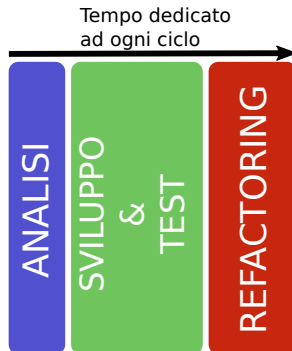 Tempo dedicato
ad ogni ciclo
ANALISI
SVILUPPO
&
TEST
REFACTORING